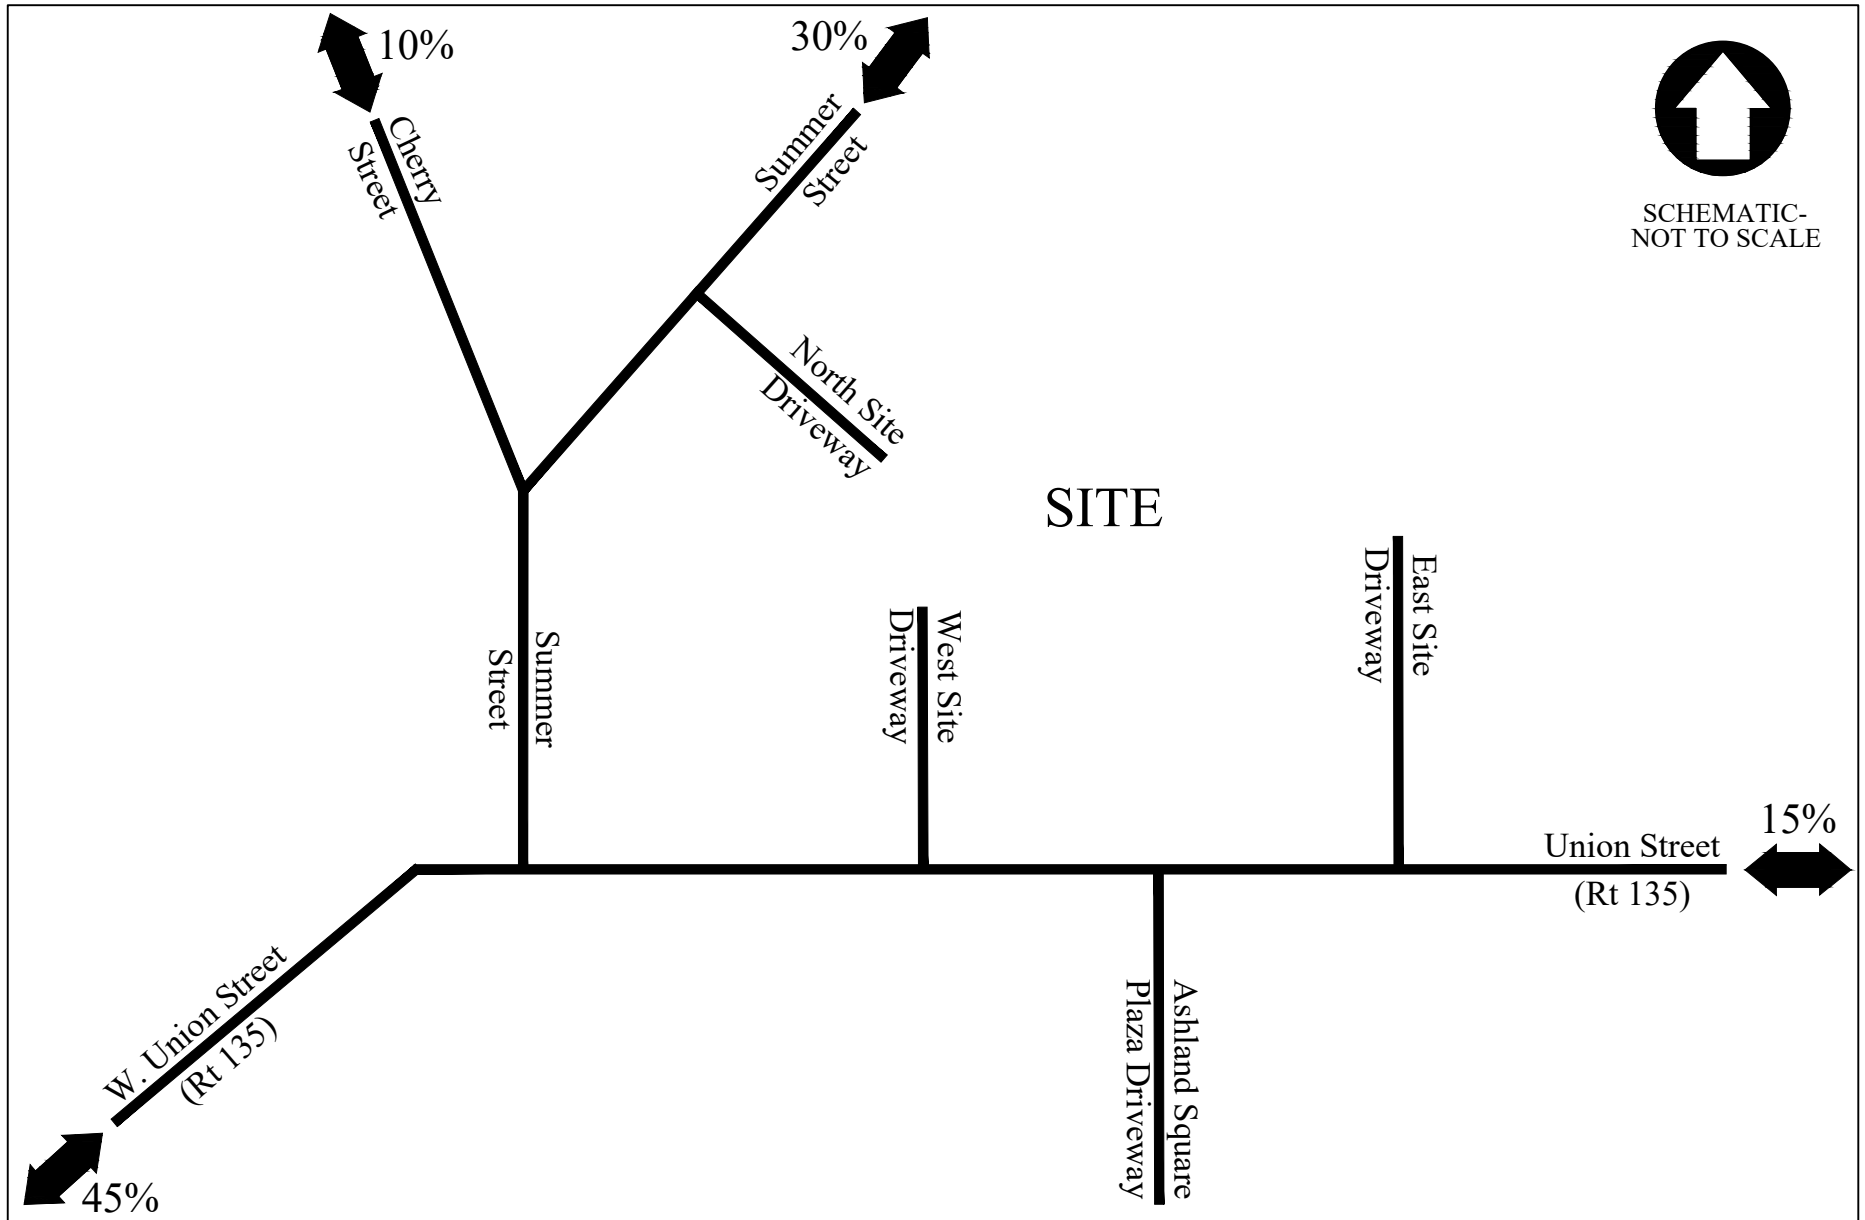 10%
30%
Cherry
Street
Summer
Street
SCHEMATIC-
NOT TO SCALE
North Site
Driveway
SITE
East Site
Driveway
West Site
Driveway
Summer
Street
15%
Union Street
(Rt 135)
W. Union Street
(Rt 135)
Ashland Square
Plaza Driveway
45%